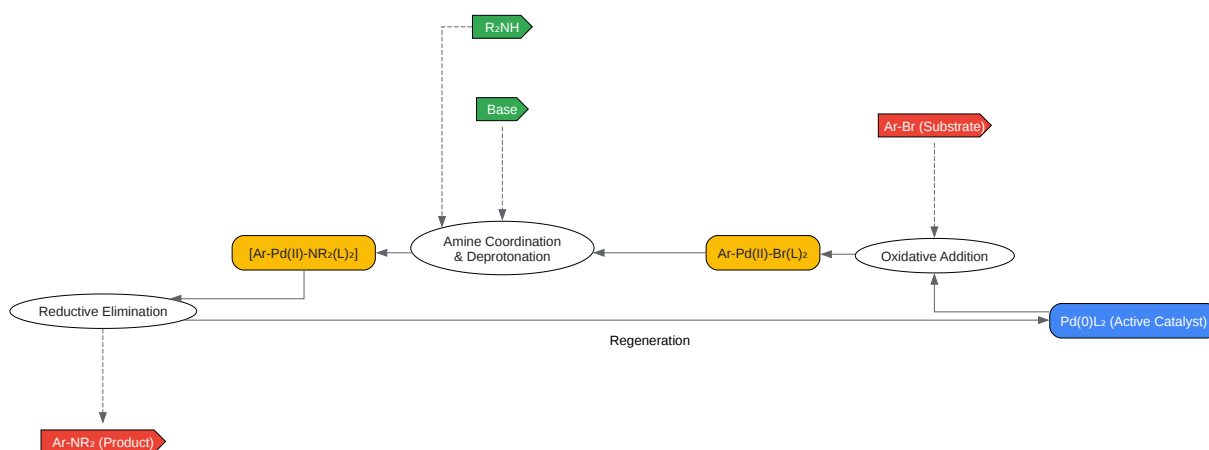 R₂NH
Base
Ar-Br (Substrate)
Amine Coordination
& Deprotonation
[Ar-Pd(II)-NR₂(L)₂]
Ar-Pd(II)-Br(L)₂
Oxidative Addition
Reductive Elimination
Pd(0)L₂ (Active Catalyst)
Regeneration
Ar-NR₂ (Product)